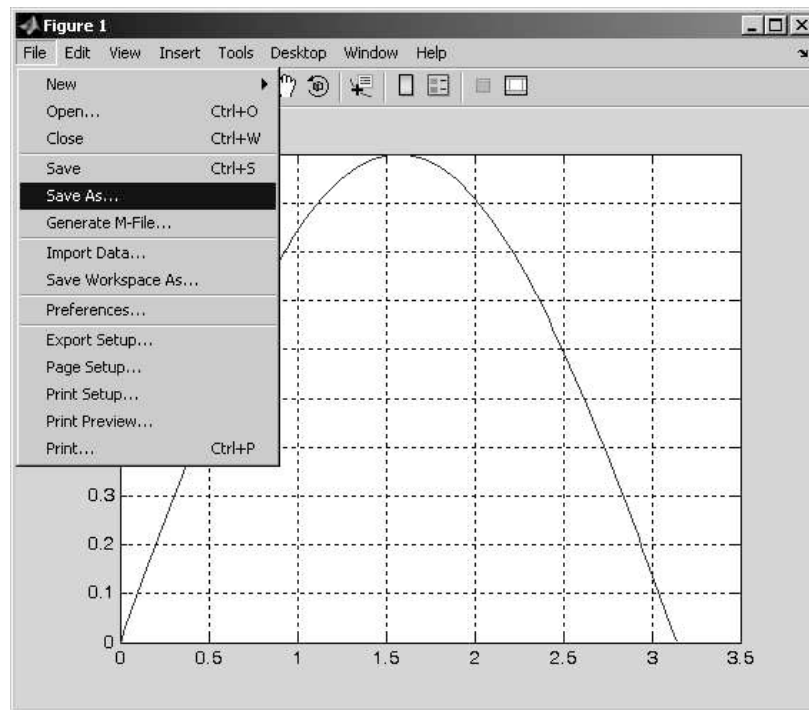 Figure 1
File Edit View Insert Tools Desktop Window Help
New
Open... Ctrl+O
Close Ctrl+W
Save Ctrl+S
Save As...
Generate M-File...
Import Data...
Save Workspace As...
Preferences...
Export Setup...
Page Setup...
Print Setup...
Print Preview...
Print... Ctrl+P
0.3
0.2
0.1
0
0 0.5 1 1.5 2 2.5 3 3.5